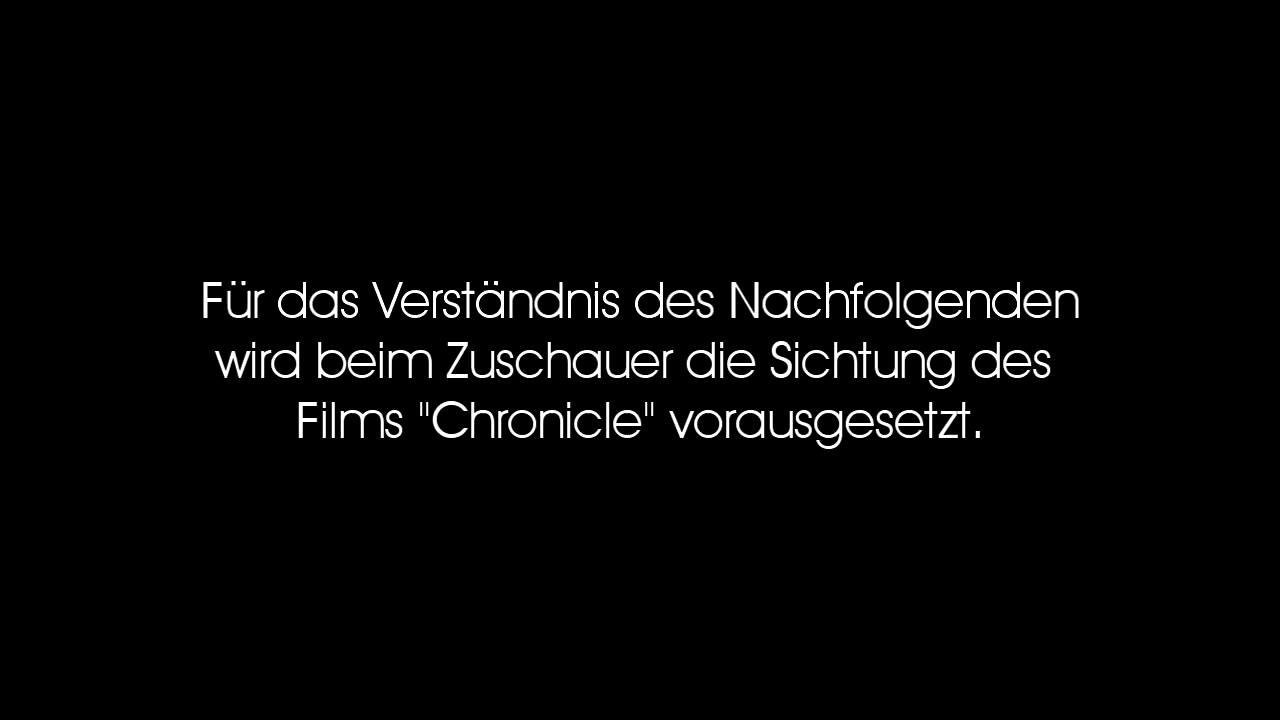 Für das Verständnis des Nachfolgenden
wird beim Zuschauer die Sichtung des
Films "Chronicle" vorausgesetzt.